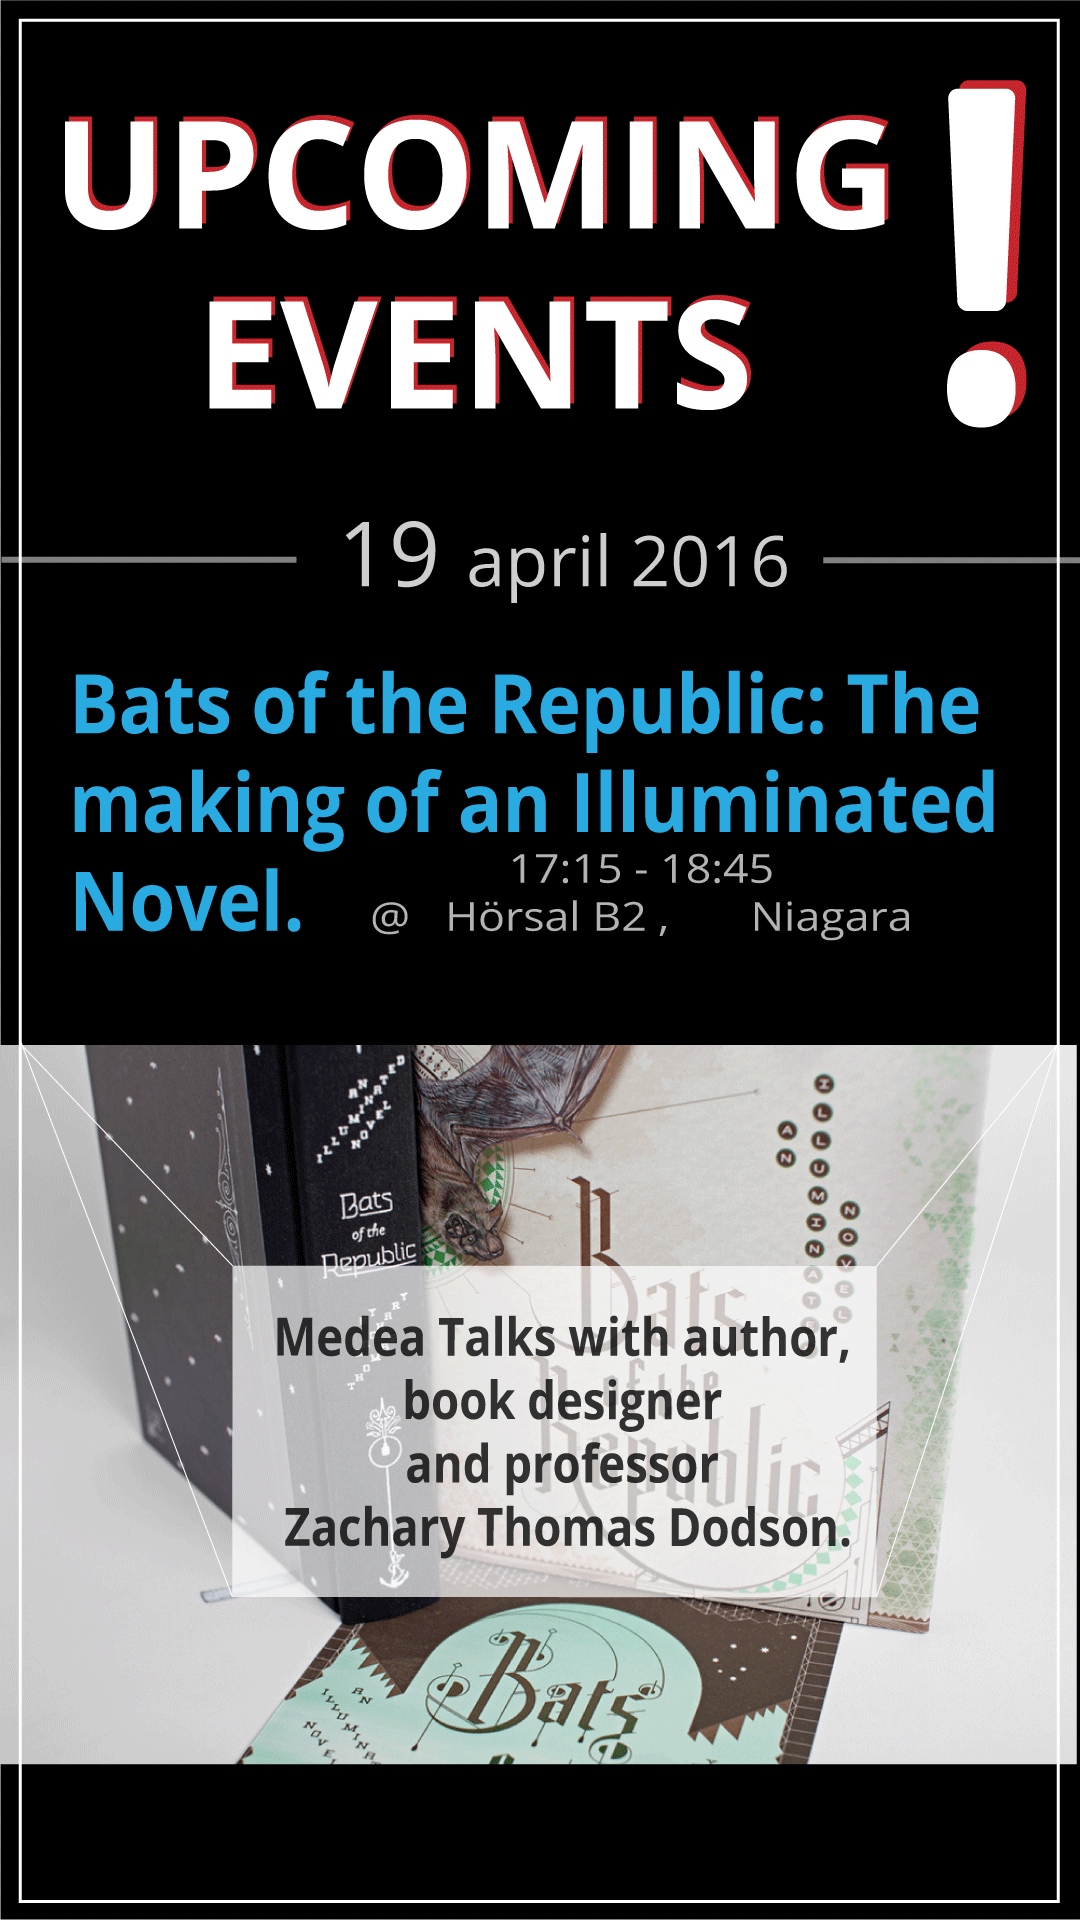 UPCOMING
EVENTS
!
19 april 2016
Bats of the Republic: The
making of an Illuminated
Novel.
17:15 - 18:45
@ Hörsal B2 , Niagara
AN
ILLUMINATED
NOVEL
Bats
of the
Republic
AN
ILLUMINATED
NOVEL
Bats
of the
Republic
Medea Talks with author,
book designer
and professor
Zachary Thomas Dodson.
Bats
AN